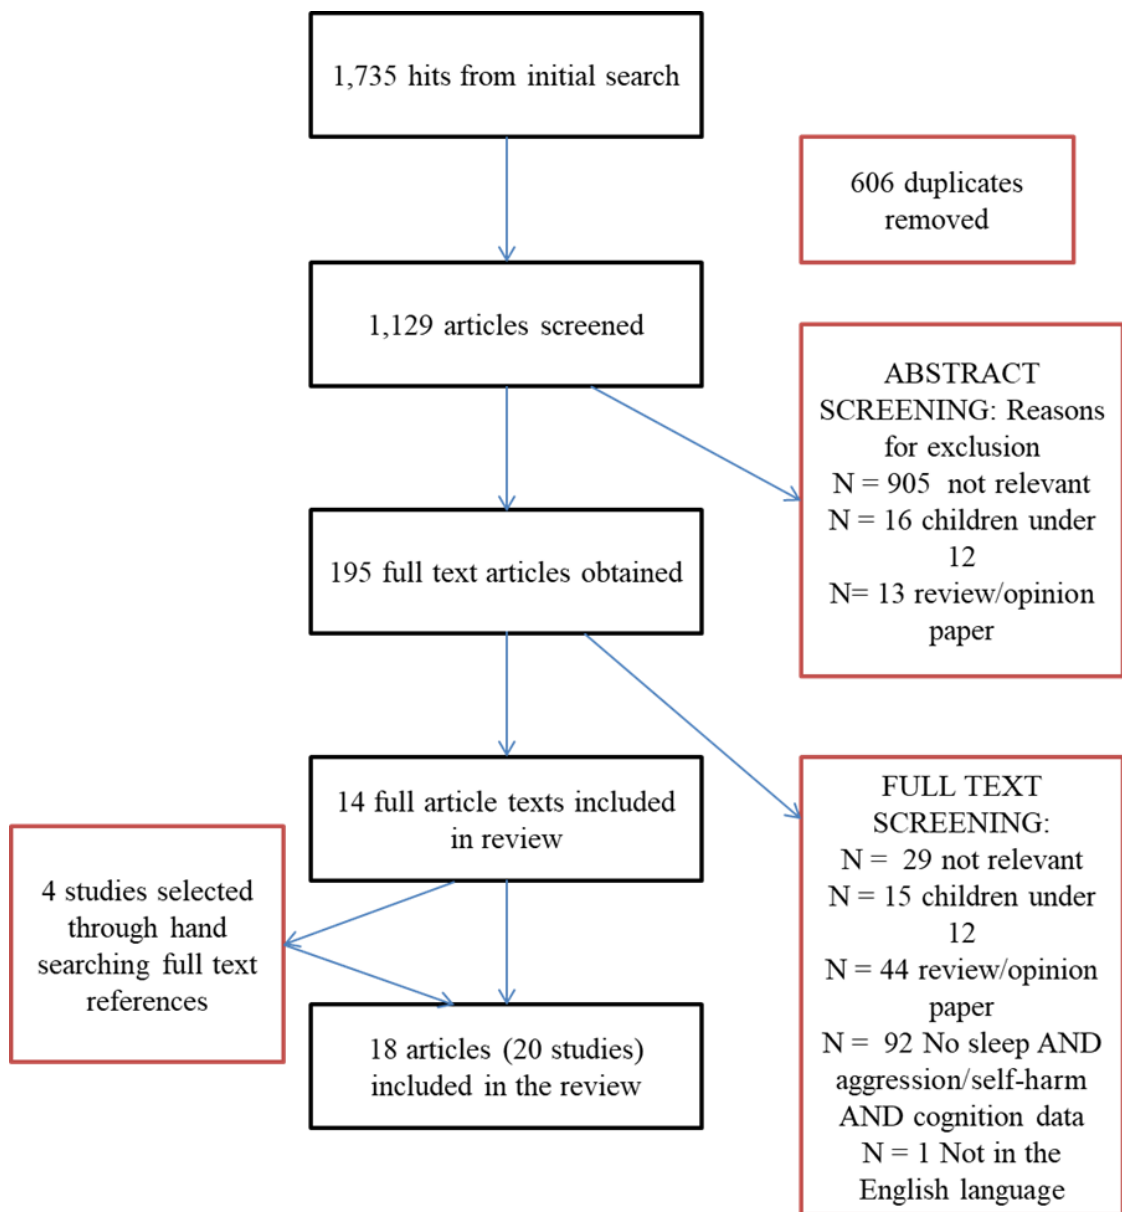 1,735 hits from initial search
606 duplicates
removed
1,129 articles screened
ABSTRACT
SCREENING: Reasons
for exclusion
N = 905 not relevant
N = 16 children under
12
N= 13 review/opinion
paper
195 full text articles obtained
14 full article texts included
in review
FULL TEXT
SCREENING:
N = 29 not relevant
N = 15 children under
12
N = 44 review/opinion
paper
N = 92 No sleep AND
aggression/self-harm
AND cognition data
N = 1 Not in the
English language
4 studies selected
through hand
searching full text
references
18 articles (20 studies)
included in the review